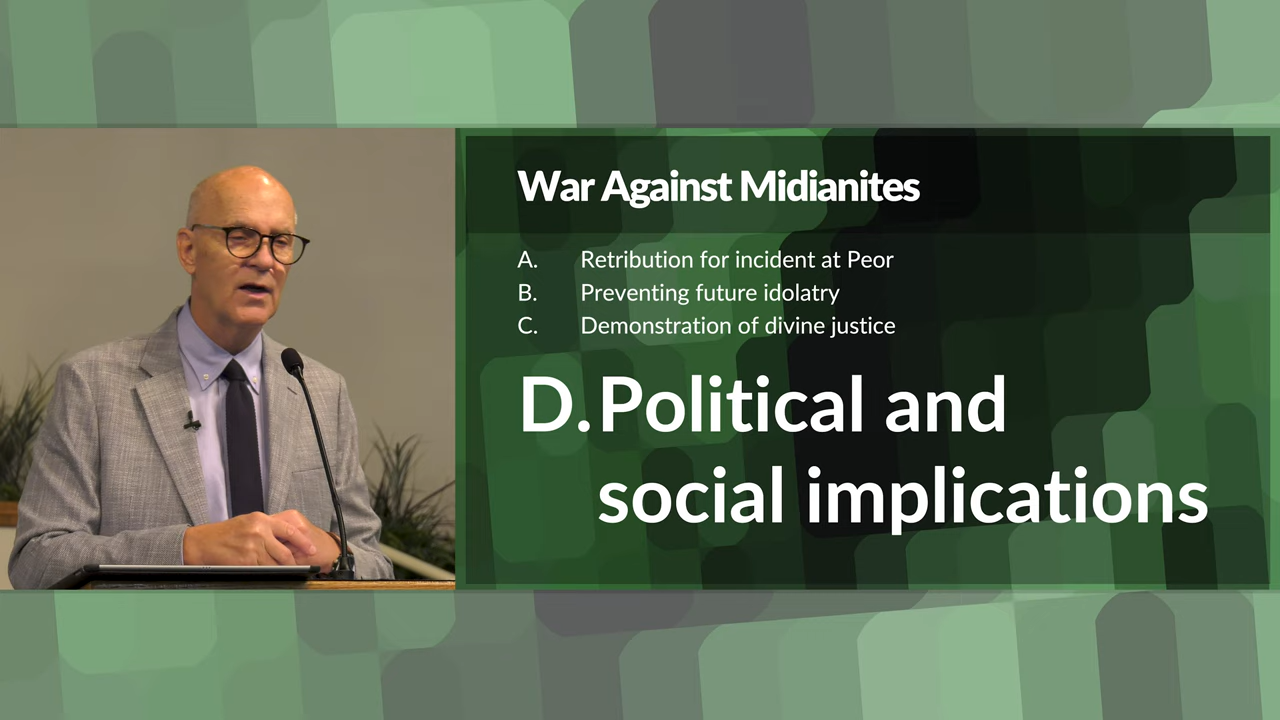 War Against Midianites
A. Retribution for incident at Peor
B. Preventing future idolatry
C. Demonstration of divine justice
D. Political and
social implications